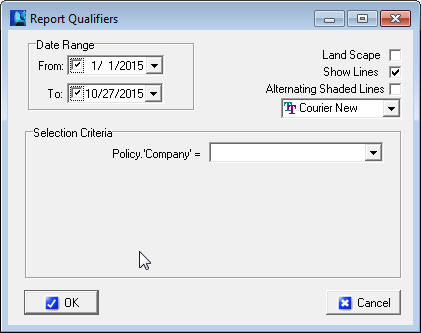 Report Qualifiers
Date Range
From: 1/ 1/2015
To: 10/27/2015
Land Scape
Show Lines
Alternating Shaded Lines
Courier New
Selection Criteria
Policy.'Company' =
OK
Cancel